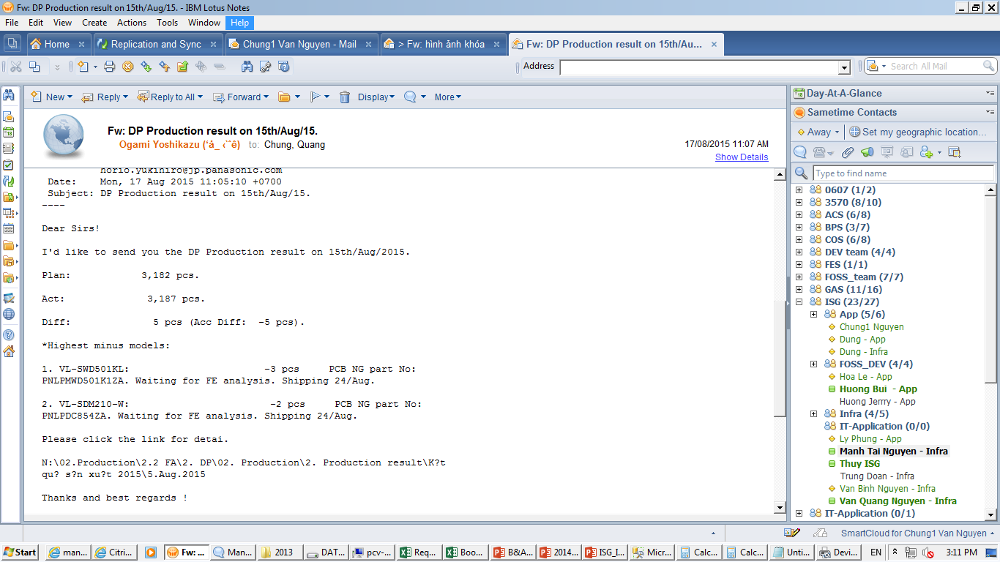 Fw: DP Production result on 15th/Aug/15. - IBM Lotus Notes
File Edit View Create Actions Tools Window Help
Home
Replication and Sync
Chung1 Van Nguyen - Mail
> Fw: hình ảnh khóa
Fw: DP Production result on 15th/Au...
Address
Search All Mail
New Reply Reply to All Forward Display More
Fw: DP Production result on 15th/Aug/15.
Ogami Yoshikazu (‘å_ ‹``ê) to: Chung, Quang
17/08/2015 11:07 AM
Show Details
norio.yukihiro@jp.panasonic.com
Date: Mon, 17 Aug 2015 11:05:10 +0700
Subject: DP Production result on 15th/Aug/15.
----
Dear Sirs!
I'd like to send you the DP Production result on 15th/Aug/2015.
Plan: 3,182 pcs.
Act: 3,187 pcs.
Diff: 5 pcs (Acc Diff: -5 pcs).
*Highest minus models:
1. VL-SWD501KL: -3 pcs PCB NG part No:
PNLPMWD501K1ZA. Waiting for FE analysis. Shipping 24/Aug.
2. VL-SDM210-W: -2 pcs PCB NG part No:
PNLPDC854ZA. Waiting for FE analysis. Shipping 24/Aug.
Please click the link for detai.
N:\02.Production\2.2 FA\2. DP\02. Production\2. Production result\K?t
qu? s?n xu?t 2015\5.Aug.2015
Thanks and best regards !
Day-At-A-Glance
Sametime Contacts
Away
Set my geographic location...
Type to find name
0607 (1/2)
3570 (8/10)
ACS (6/8)
BPS (3/7)
COS (6/8)
DEV team (4/4)
FES (1/1)
FOSS_team (7/7)
GAS (11/16)
ISG (23/27)
App (5/6)
Chung1 Nguyen
Dung - App
Dung - Infra
FOSS_DEV (4/4)
Hoa Le - App
Huong Bui - App
Huong Jerrry - App
Infra (4/5)
IT-Application (0/0)
Ly Phung - App
Manh Tai Nguyen - Infra
Thuy ISG
Trung Doan - Infra
Van Binh Nguyen - Infra
Van Quang Nguyen - Infra
IT-Application (0/1)
SmartCloud for Chung1 Van Nguyen
Start
man...
Citri...
Fw: ...
Man...
2013
DAT...
pcv-...
Req...
Boo...
B&A...
2014...
ISG_I...
Micr...
Calc...
Calc...
Unti...
Devi...
EN
3:11 PM